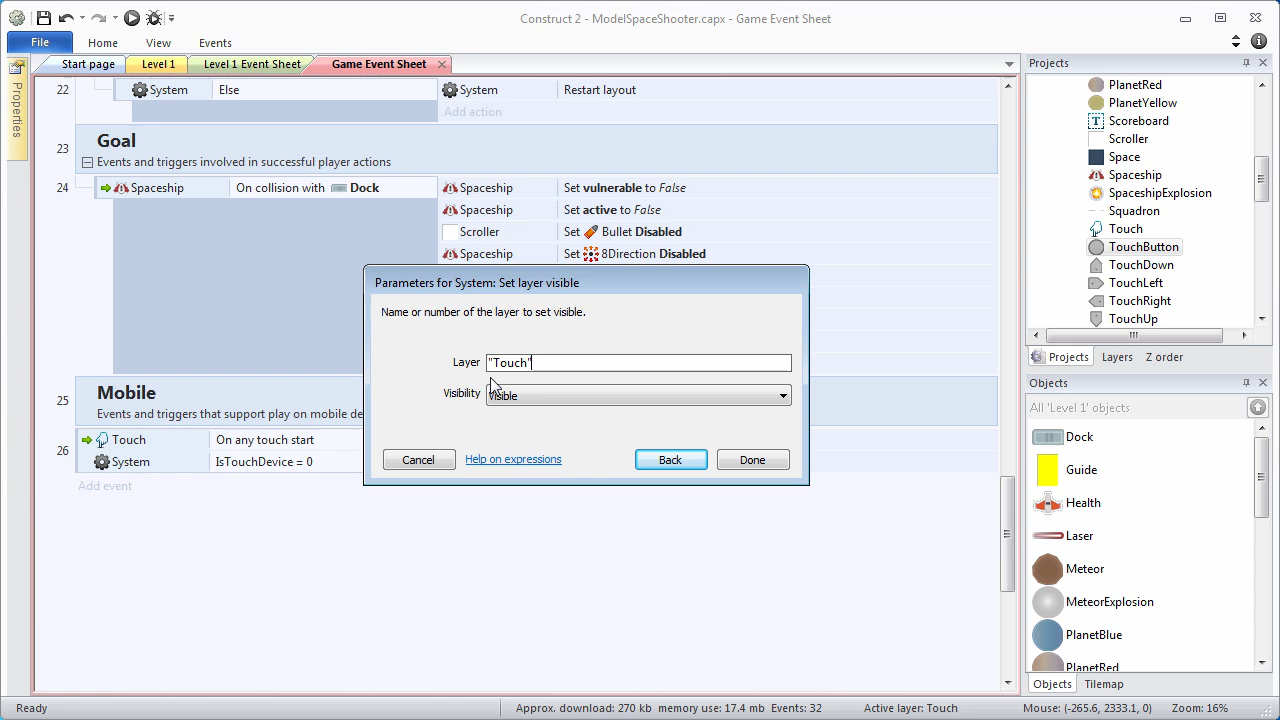 Construct 2 - ModelSpaceShooter.capx - Game Event Sheet
File Home View Events
Start page Level 1 Level 1 Event Sheet Game Event Sheet
Properties
22 System Else System Restart layout
Add action
Goal
23
Events and triggers involved in successful player actions
24 Spaceship On collision with Dock Spaceship Set vulnerable to False
Spaceship Set active to False
Scroller Set Bullet Disabled
Spaceship Set 8Direction Disabled
Parameters for System: Set layer visible
Name or number of the layer to set visible.
Layer "Touch"
Visibility Visible
Cancel Help on expressions Back Done
Mobile
25
Events and triggers that support play on mobile de
26 Touch On any touch start
System IsTouchDevice = 0
Add event
Projects
PlanetRed
PlanetYellow
Scoreboard
Scroller
Space
Spaceship
SpaceshipExplosion
Squadron
Touch
TouchButton
TouchDown
TouchLeft
TouchRight
TouchUp
Projects Layers Z order
Objects
All 'Level 1' objects
Dock
Guide
Health
Laser
Meteor
MeteorExplosion
PlanetBlue
PlanetRed
Objects Tilemap
Ready Approx. download: 270 kb memory use: 17.4 mb Events: 32 Active layer: Touch Mouse: (-265.6, 2333.1, 0) Zoom: 16%